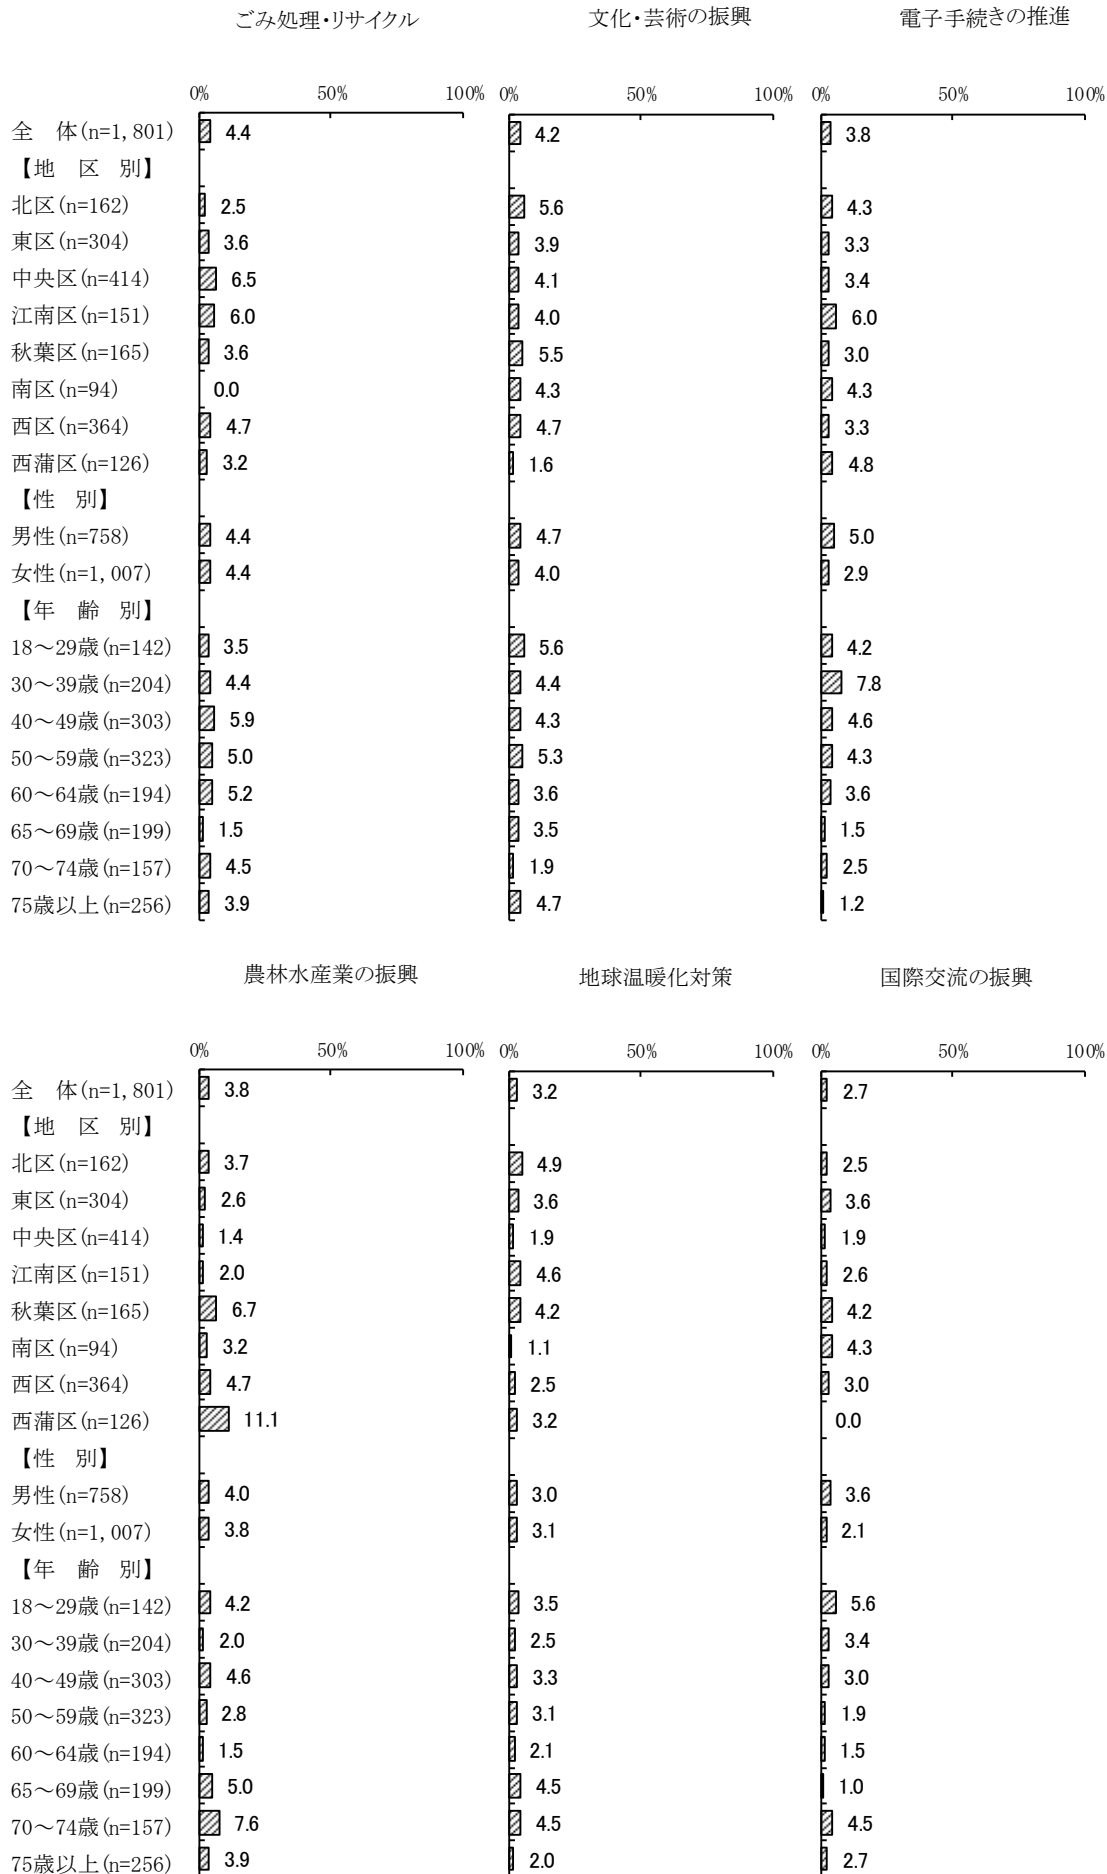 ごみ処理・リサイクル 文化・芸術の振興 電子手続きの推進
0% 50% 100% 0% 50% 100% 0% 50% 100%
全　体(n=1,801) 4.4 4.2 3.8
【地　区　別】
北区(n=162) 2.5 5.6 4.3
東区(n=304) 3.6 3.9 3.3
中央区(n=414) 6.5 4.1 3.4
江南区(n=151) 6.0 4.0 6.0
秋葉区(n=165) 3.6 5.5 3.0
南区(n=94) 0.0 4.3 4.3
西区(n=364) 4.7 4.7 3.3
西蒲区(n=126) 3.2 1.6 4.8
【性　別】
男性(n=758) 4.4 4.7 5.0
女性(n=1,007) 4.4 4.0 2.9
【年　齢　別】
18～29歳(n=142) 3.5 5.6 4.2
30～39歳(n=204) 4.4 4.4 7.8
40～49歳(n=303) 5.9 4.3 4.6
50～59歳(n=323) 5.0 5.3 4.3
60～64歳(n=194) 5.2 3.6 3.6
65～69歳(n=199) 1.5 3.5 1.5
70～74歳(n=157) 4.5 1.9 2.5
75歳以上(n=256) 3.9 4.7 1.2
農林水産業の振興 地球温暖化対策 国際交流の振興
0% 50% 100% 0% 50% 100% 0% 50% 100%
全　体(n=1,801) 3.8 3.2 2.7
【地　区　別】
北区(n=162) 3.7 4.9 2.5
東区(n=304) 2.6 3.6 3.6
中央区(n=414) 1.4 1.9 1.9
江南区(n=151) 2.0 4.6 2.6
秋葉区(n=165) 6.7 4.2 4.2
南区(n=94) 3.2 1.1 4.3
西区(n=364) 4.7 2.5 3.0
西蒲区(n=126) 11.1 3.2 0.0
【性　別】
男性(n=758) 4.0 3.0 3.6
女性(n=1,007) 3.8 3.1 2.1
【年　齢　別】
18～29歳(n=142) 4.2 3.5 5.6
30～39歳(n=204) 2.0 2.5 3.4
40～49歳(n=303) 4.6 3.3 3.0
50～59歳(n=323) 2.8 3.1 1.9
60～64歳(n=194) 1.5 2.1 1.5
65～69歳(n=199) 5.0 4.5 1.0
70～74歳(n=157) 7.6 4.5 4.5
75歳以上(n=256) 3.9 2.0 2.7